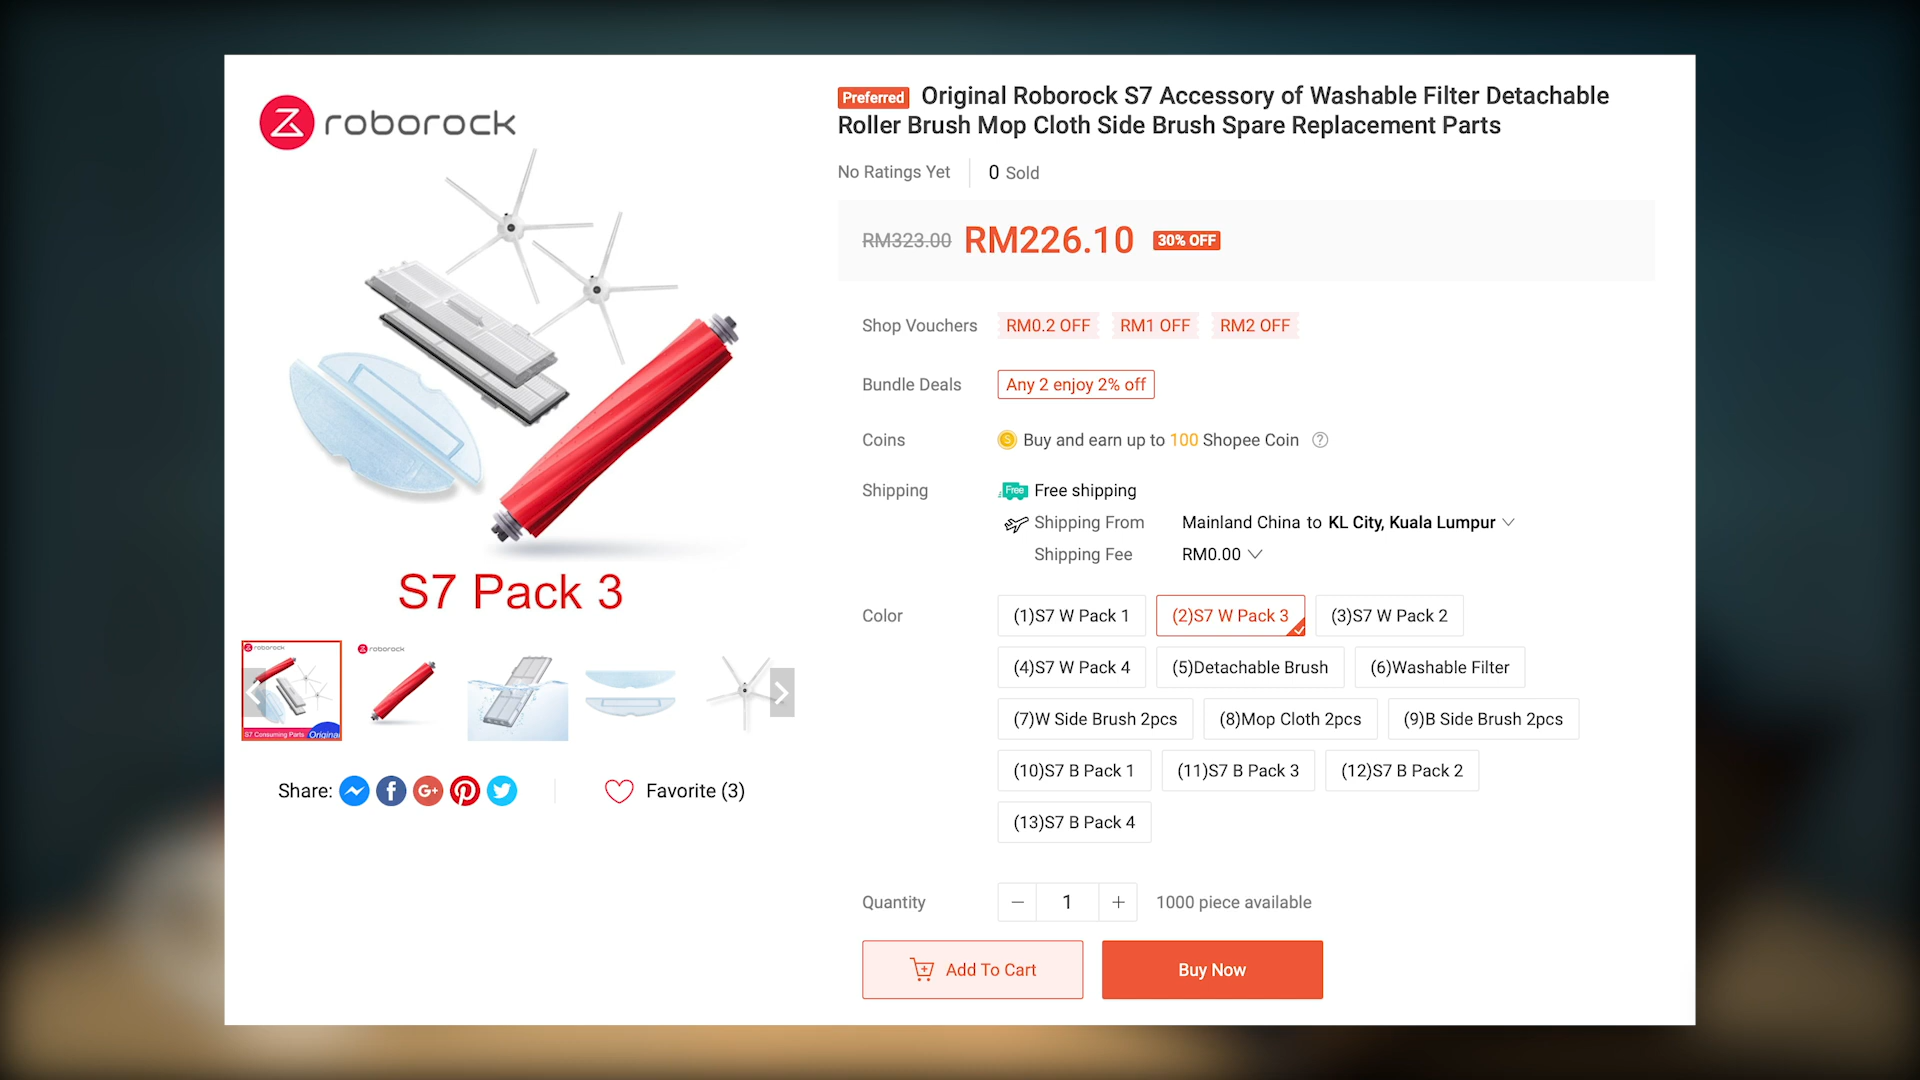 roborock
S7 Pack 3
roborock
S7 Consuming Parts Original
roborock
Share:
Favorite (3)
Preferred Original Roborock S7 Accessory of Washable Filter Detachable
Roller Brush Mop Cloth Side Brush Spare Replacement Parts
No Ratings Yet 0 Sold
RM323.00 RM226.10 30% OFF
Shop Vouchers RM0.2 OFF RM1 OFF RM2 OFF
Bundle Deals Any 2 enjoy 2% off
Coins Buy and earn up to 100 Shopee Coin
Shipping Free Free shipping
Shipping From Mainland China to KL City, Kuala Lumpur
Shipping Fee RM0.00
Color (1)S7 W Pack 1 (2)S7 W Pack 3 (3)S7 W Pack 2
(4)S7 W Pack 4 (5)Detachable Brush (6)Washable Filter
(7)W Side Brush 2pcs (8)Mop Cloth 2pcs (9)B Side Brush 2pcs
(10)S7 B Pack 1 (11)S7 B Pack 3 (12)S7 B Pack 2
(13)S7 B Pack 4
Quantity 1 1000 piece available
Add To Cart Buy Now